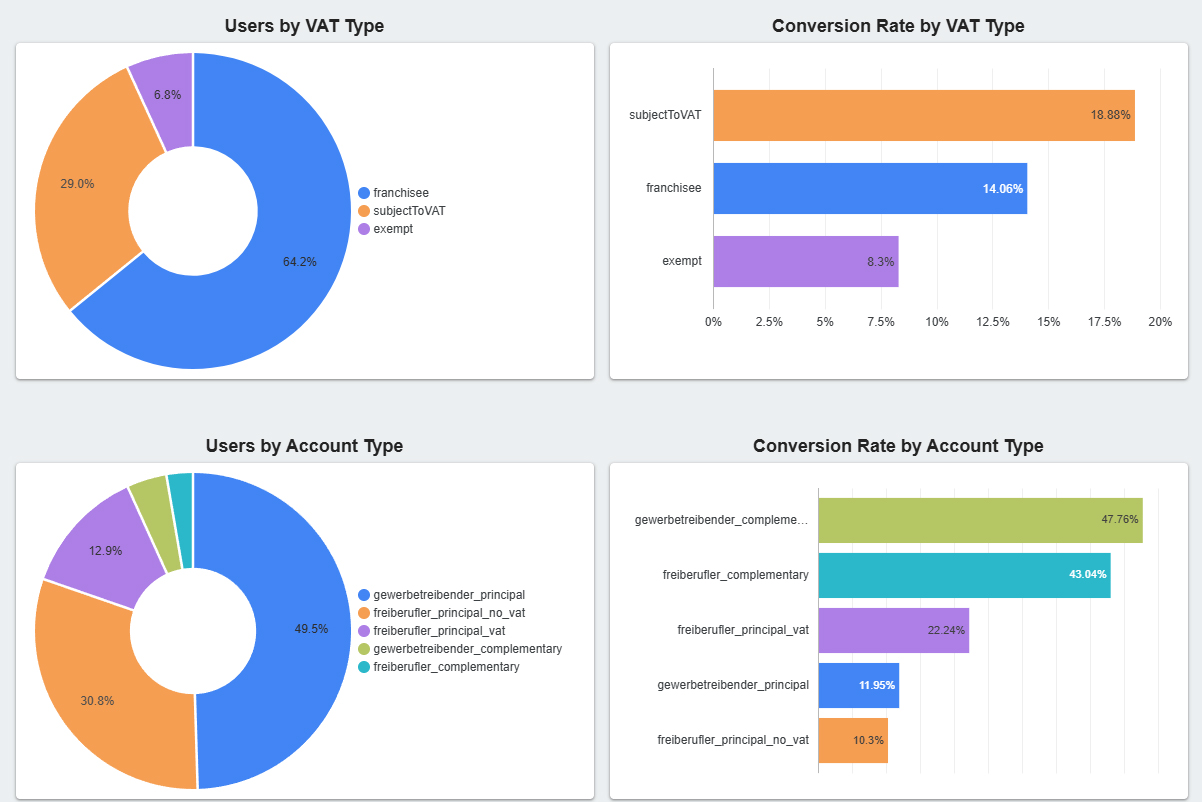 Users by VAT Type
6.8%
29.0%
64.2%
franchisee
subjectToVAT
exempt
Conversion Rate by VAT Type
subjectToVAT
18.88%
franchisee
14.06%
exempt
8.3%
0% 2.5% 5% 7.5% 10% 12.5% 15% 17.5% 20%
Users by Account Type
12.9%
49.5%
30.8%
gewerbetreibender_principal
freiberufler_principal_no_vat
freiberufler_principal_vat
gewerbetreibender_complementary
freiberufler_complementary
Conversion Rate by Account Type
gewerbetreibender_compleme...
47.76%
freiberufler_complementary
43.04%
freiberufler_principal_vat
22.24%
gewerbetreibender_principal
11.95%
freiberufler_principal_no_vat
10.3%